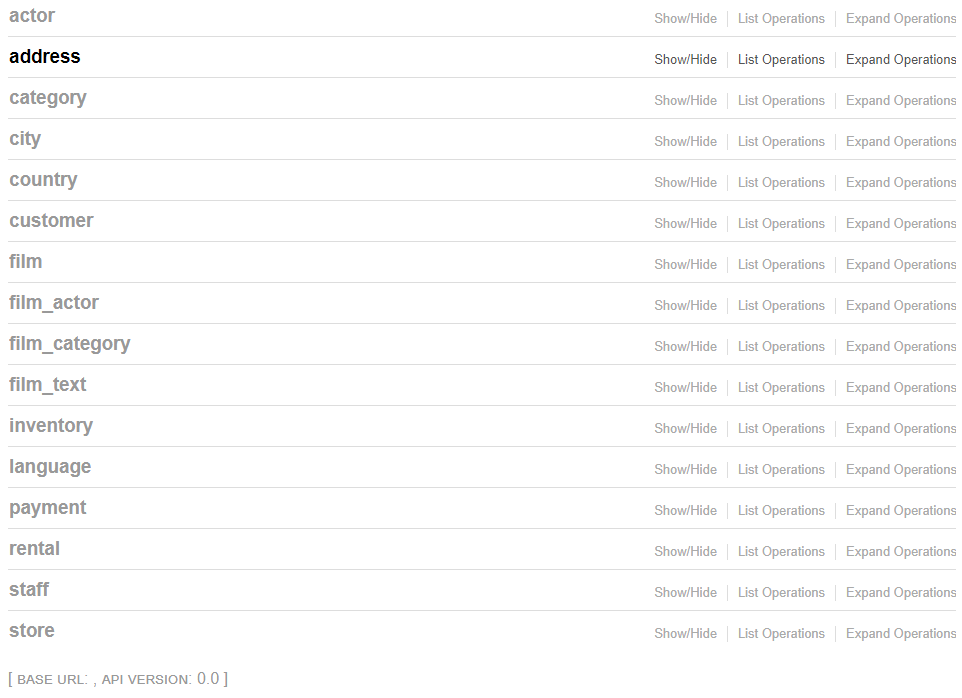 actor Show/Hide List Operations Expand Operations
address Show/Hide List Operations Expand Operations
category Show/Hide List Operations Expand Operations
city Show/Hide List Operations Expand Operations
country Show/Hide List Operations Expand Operations
customer Show/Hide List Operations Expand Operations
film Show/Hide List Operations Expand Operations
film_actor Show/Hide List Operations Expand Operations
film_category Show/Hide List Operations Expand Operations
film_text Show/Hide List Operations Expand Operations
inventory Show/Hide List Operations Expand Operations
language Show/Hide List Operations Expand Operations
payment Show/Hide List Operations Expand Operations
rental Show/Hide List Operations Expand Operations
staff Show/Hide List Operations Expand Operations
store Show/Hide List Operations Expand Operations
[ BASE URL: , API VERSION: 0.0 ]